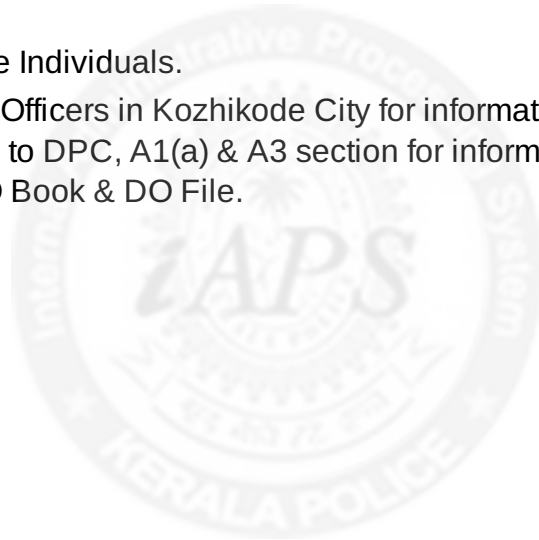 e Individuals.
Officers in Kozhikode City for informat
to DPC, A1(a) & A3 section for inform
Book & DO File.
iAPS
KERALA POLICE